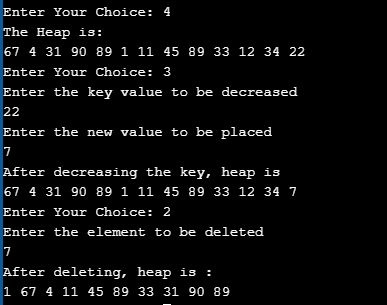 Enter Your Choice: 4
The Heap is:
67 4 31 90 89 1 11 45 89 33 12 34 22
Enter Your Choice: 3
Enter the key value to be decreased
22
Enter the new value to be placed
7
After decreasing the key, heap is
67 4 31 90 89 1 11 45 89 33 12 34 7
Enter Your Choice: 2
Enter the element to be deleted
7
After deleting, heap is :
1 67 4 11 45 89 33 31 90 89